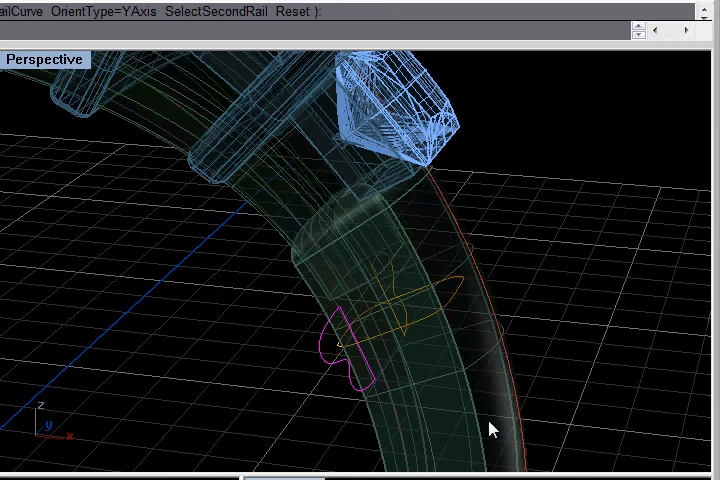 ailCurve OrientType=YAxis SelectSecondRail Reset ):
Perspective
z
y
x